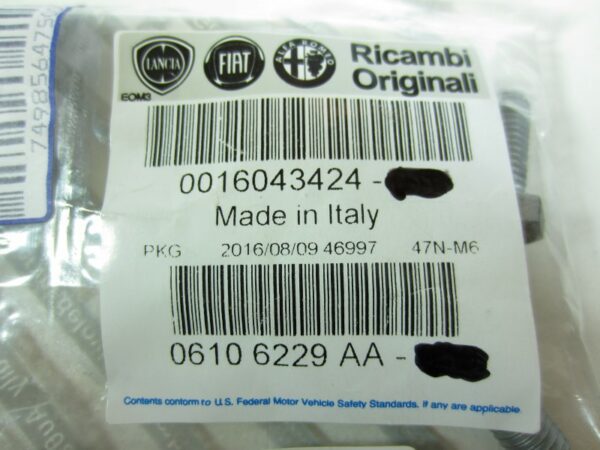 LANCIA FIAT ALFA ROMEO Ricambi
Originali
EOM3
0016043424 -
Made in Italy
PKG 2016/08/09 46997 47N-M6
0610 6229 AA -
Contents conform to U.S. Federal Motor Vehicle Safety Standards. If any are applicable